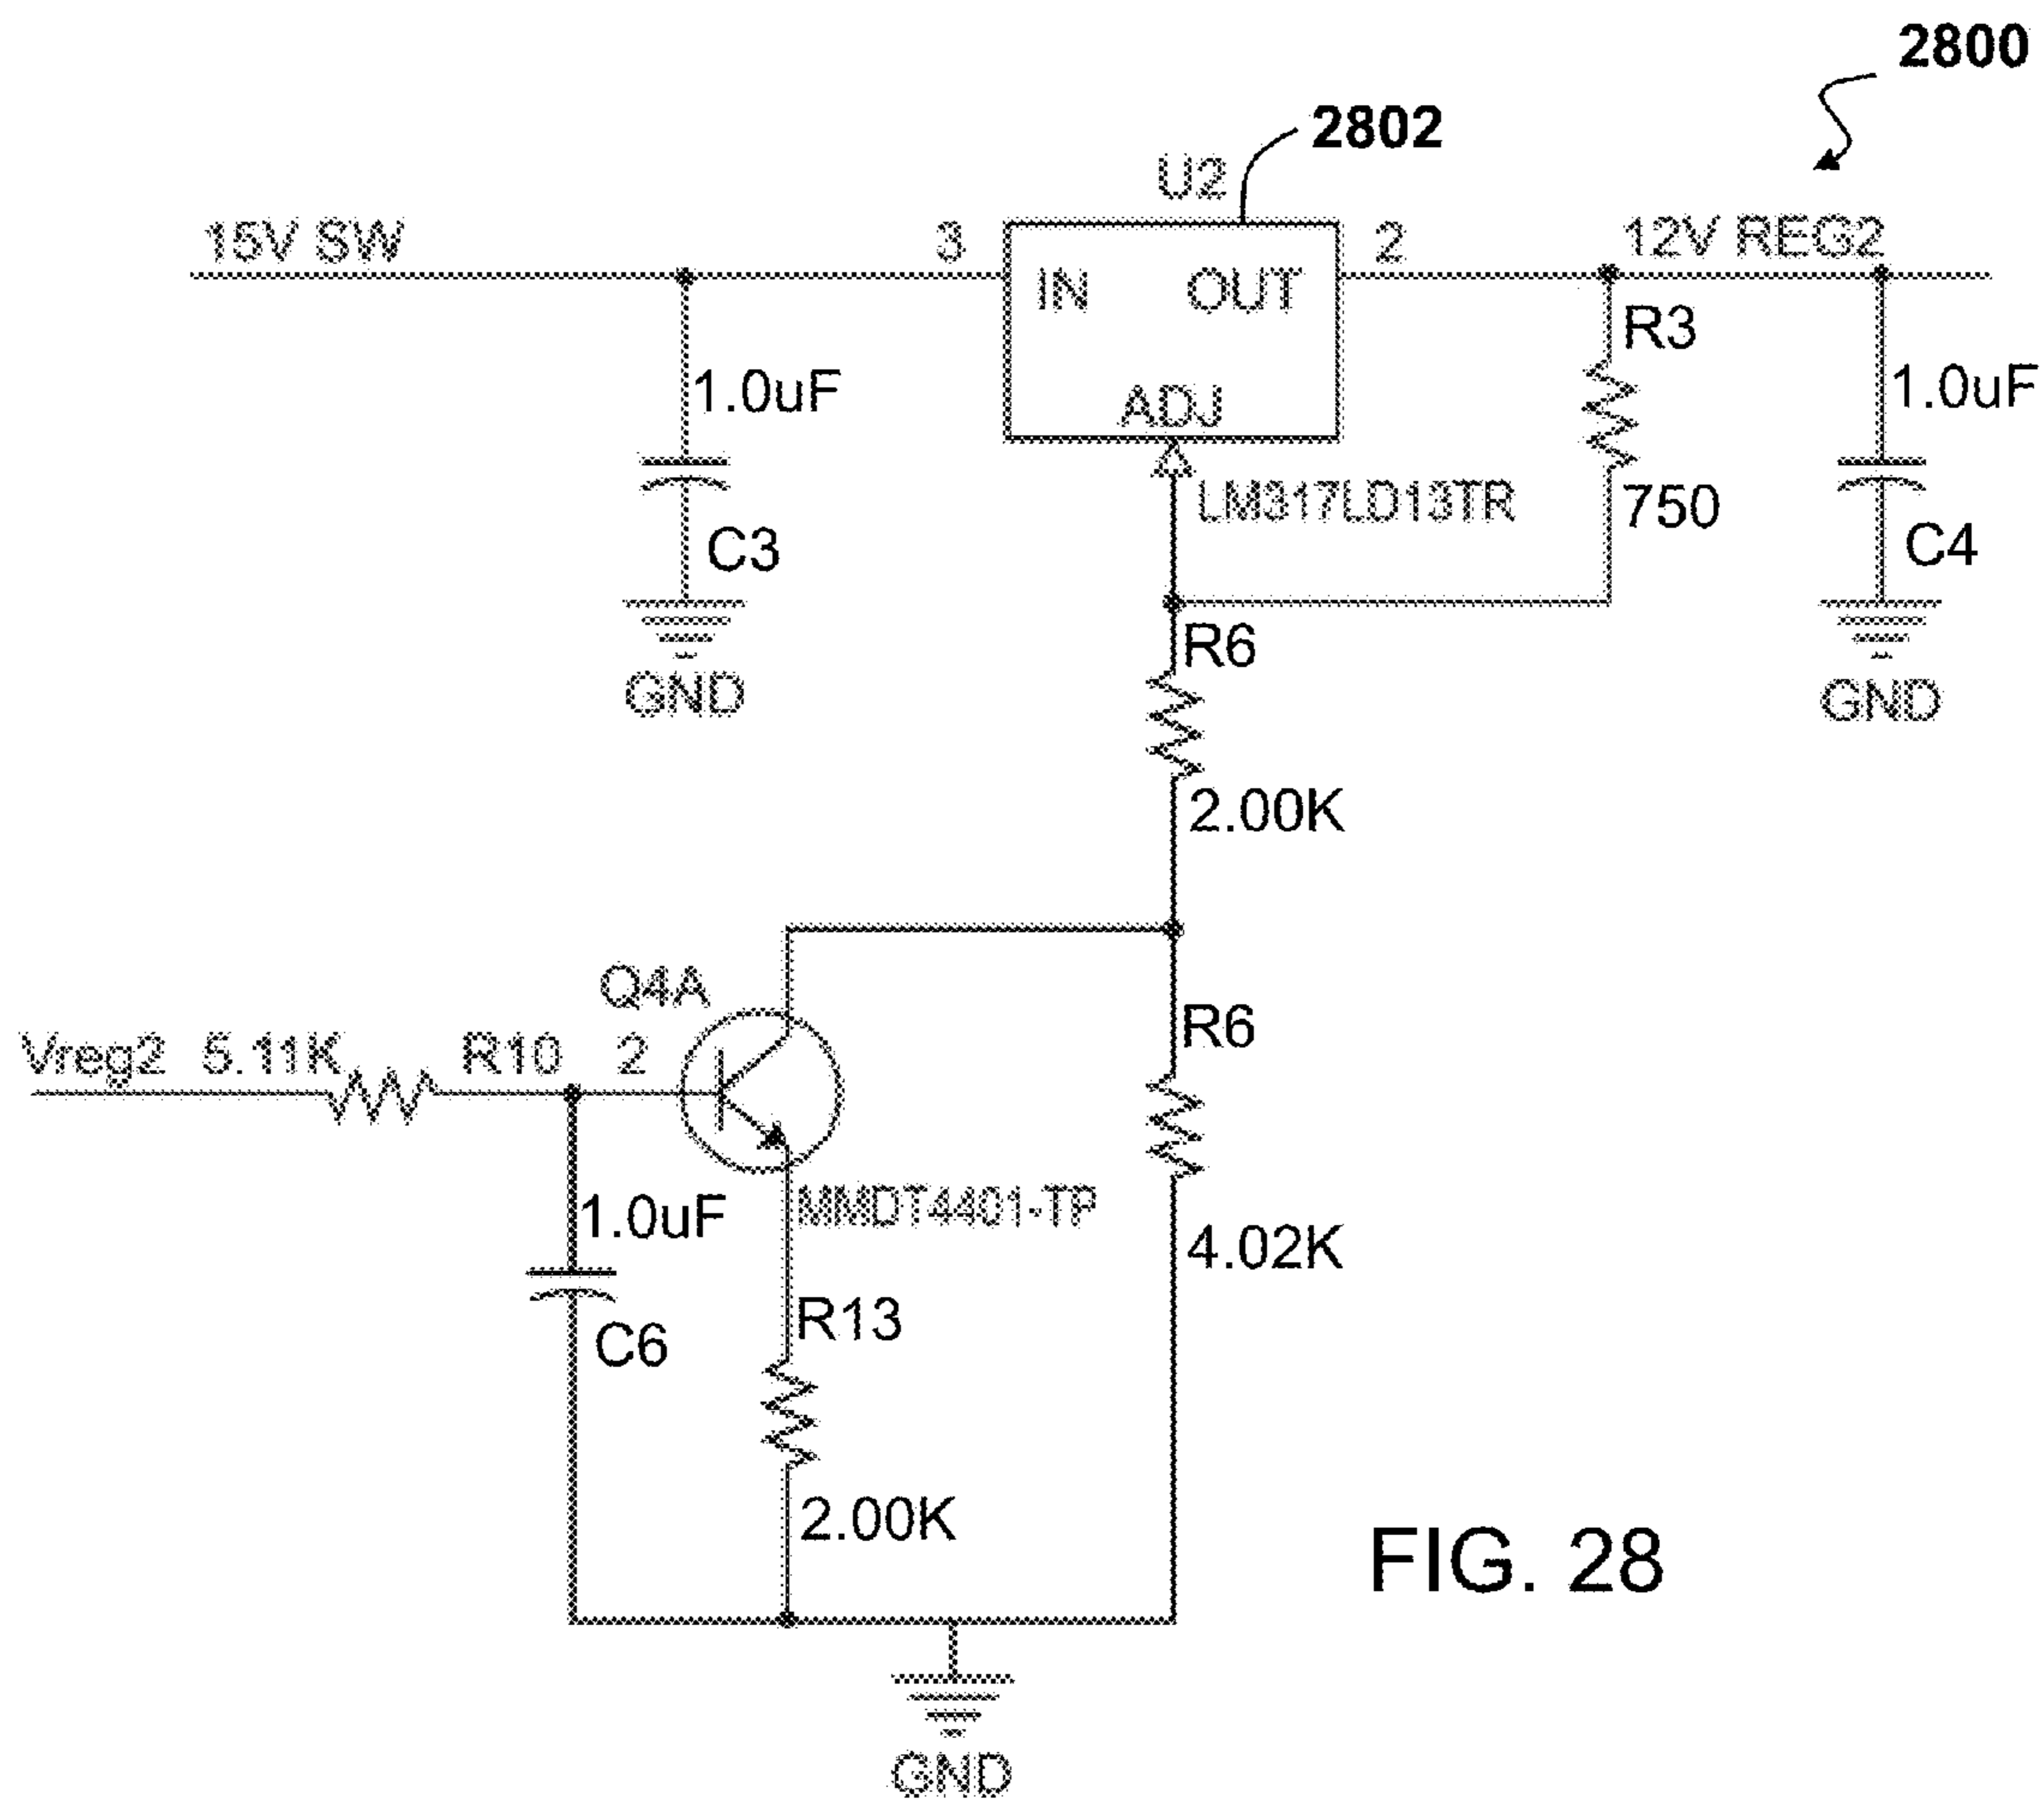 2800
2802
U2
15V SW
3
IN
OUT
ADJ
2
12V REG2
R3
750
1.0uF
C3
GND
LM317LD13TR
1.0uF
C4
GND
R6
2.00K
Q4A
Vreg2
5.11K
R10
2
R6
4.02K
MMDT4401-TP
1.0uF
C6
R13
2.00K
GND
FIG. 28